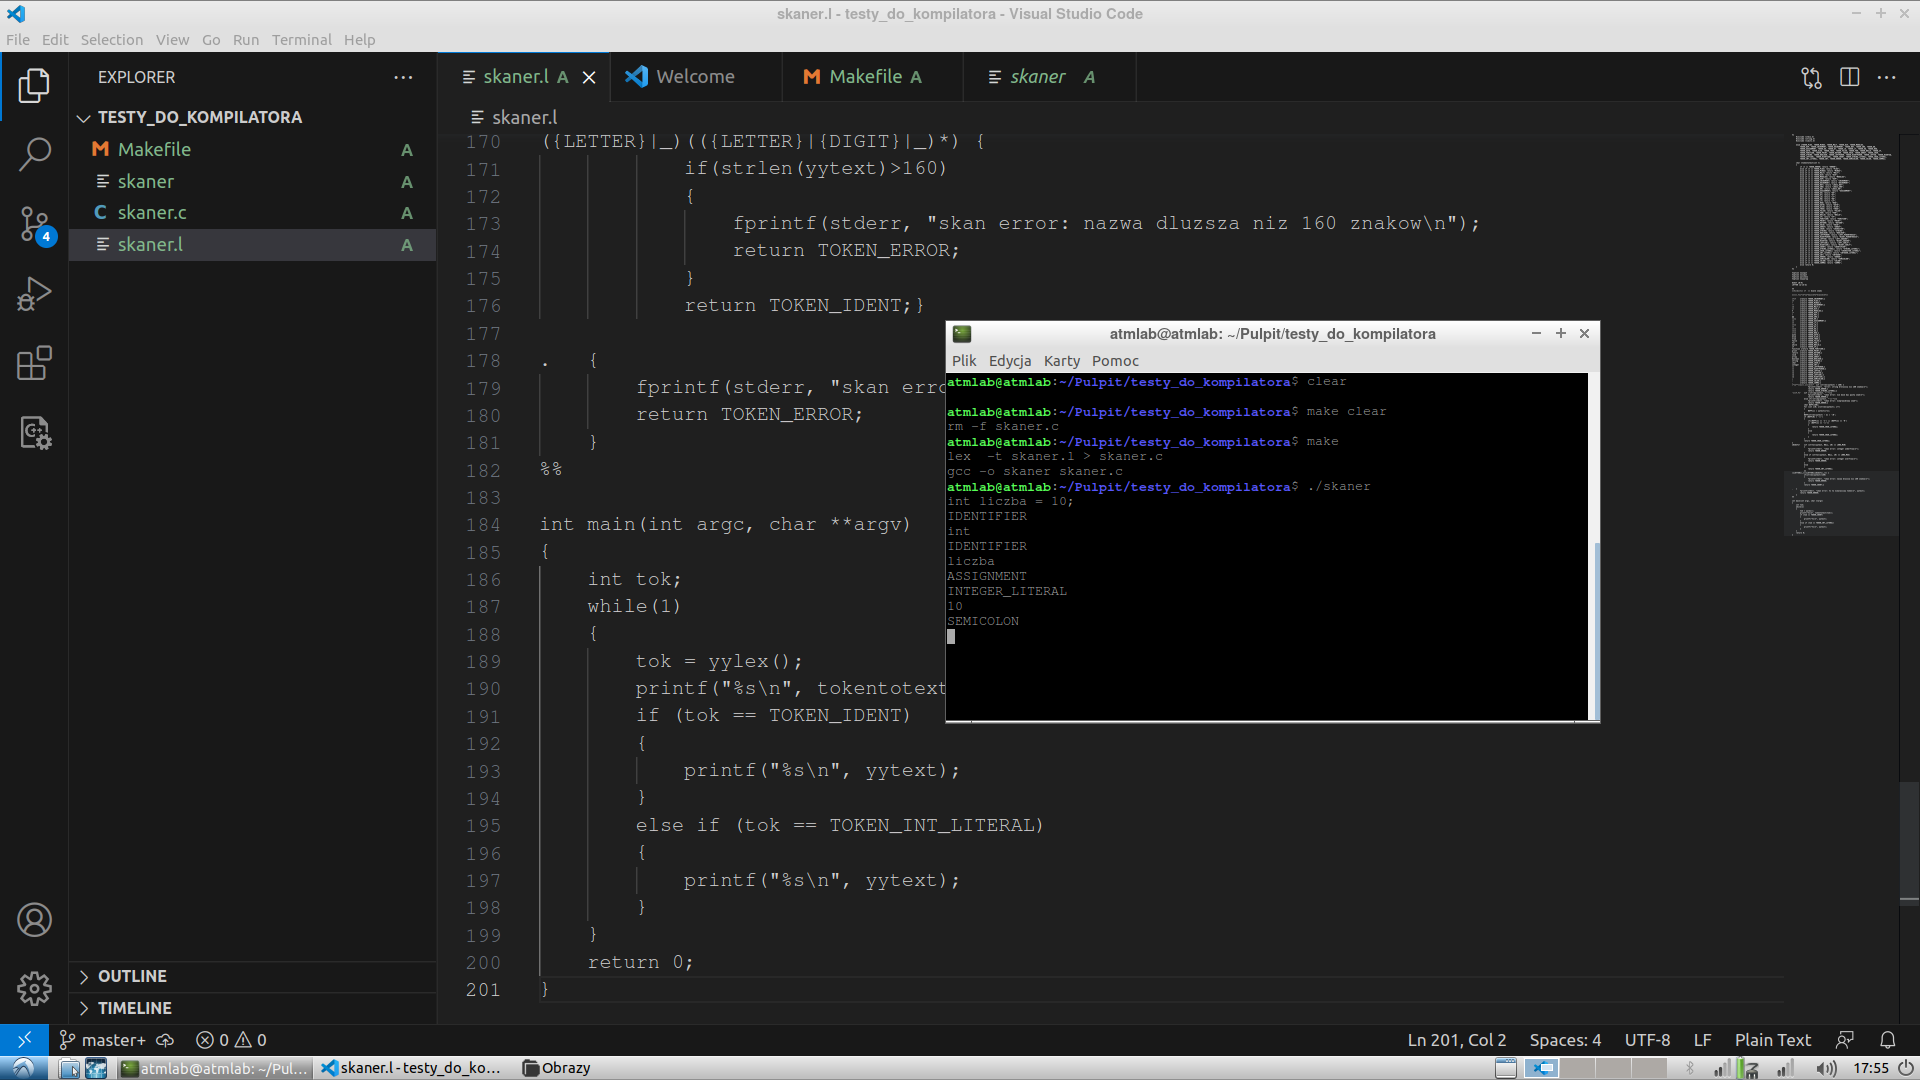 skaner.l - testy_do_kompilatora - Visual Studio Code
File Edit Selection View Go Run Terminal Help
EXPLORER
TESTY_DO_KOMPILATORA
Makefile A
skaner A
skaner.c A
skaner.l A
4
OUTLINE
TIMELINE
skaner.l A Welcome Makefile A skaner A
skaner.l
170 ({LETTER}|_)(({LETTER}|{DIGIT}|_)*) {
171 if(strlen(yytext)>160)
172 {
173 fprintf(stderr, "skan error: nazwa dluzsza niz 160 znakow\n");
174 return TOKEN_ERROR;
175 }
176 return TOKEN_IDENT;}
177
178 . {
179 fprintf(stderr, "skan erro
180 return TOKEN_ERROR;
181 }
182 %%
183
184 int main(int argc, char **argv)
185 {
186 int tok;
187 while(1)
188 {
189 tok = yylex();
190 printf("%s\n", tokentotext
191 if (tok == TOKEN_IDENT)
192 {
193 printf("%s\n", yytext);
194 }
195 else if (tok == TOKEN_INT_LITERAL)
196 {
197 printf("%s\n", yytext);
198 }
199 }
200 return 0;
201 }
atmlab@atmlab: ~/Pulpit/testy_do_kompilatora
Plik Edycja Karty Pomoc
atmlab@atmlab:~/Pulpit/testy_do_kompilatora$ clear
atmlab@atmlab:~/Pulpit/testy_do_kompilatora$ make clear
rm -f skaner.c
atmlab@atmlab:~/Pulpit/testy_do_kompilatora$ make
lex -t skaner.l > skaner.c
gcc -o skaner skaner.c
atmlab@atmlab:~/Pulpit/testy_do_kompilatora$ ./skaner
int liczba = 10;
IDENTIFIER
int
IDENTIFIER
liczba
ASSIGNMENT
INTEGER_LITERAL
10
SEMICOLON
master+ 0 0 Ln 201, Col 2 Spaces: 4 UTF-8 LF Plain Text
atmlab@atmlab: ~/Pul... skaner.l - testy_do_ko... Obrazy 17:55